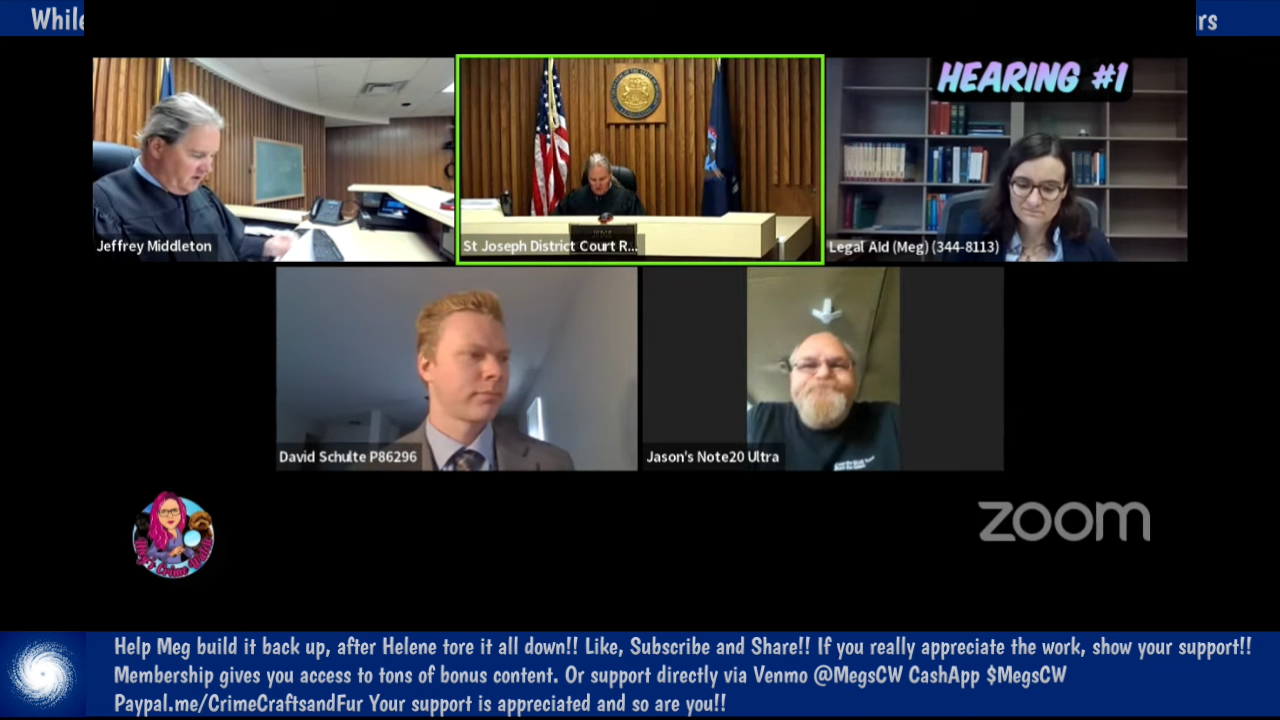 While
rs
HEARING #1
Jeffrey Middleton
St Joseph District Court R...
Legal AId (Meg) (344-8113)
David Schulte P86296
Jason's Note20 Ultra
zoom
Help Meg build it back up, after Helene tore it all down!! Like, Subscribe and Share!! If you really appreciate the work, show your support!!
Membership gives you access to tons of bonus content. Or support directly via Venmo @MegsCW CashApp $MegsCW
Paypal.me/CrimeCraftsandFur Your support is appreciated and so are you!!